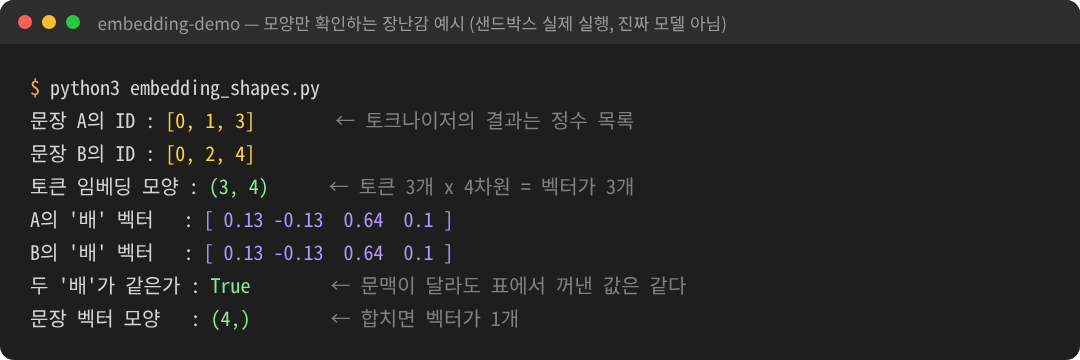 embedding-demo — 모양만 확인하는 장난감 예시 (샌드박스 실제 실행, 진짜 모델 아님)
$ python3 embedding_shapes.py
문장 A의 ID : [0, 1, 3] ← 토크나이저의 결과는 정수 목록
문장 B의 ID : [0, 2, 4]
토큰 임베딩 모양 : (3, 4) ← 토큰 3개 x 4차원 = 벡터가 3개
A의 '배' 벡터 : [ 0.13 -0.13 0.64 0.1 ]
B의 '배' 벡터 : [ 0.13 -0.13 0.64 0.1 ]
두 '배'가 같은가 : True ← 문맥이 달라도 표에서 꺼낸 값은 같다
문장 벡터 모양 : (4,) ← 합치면 벡터가 1개